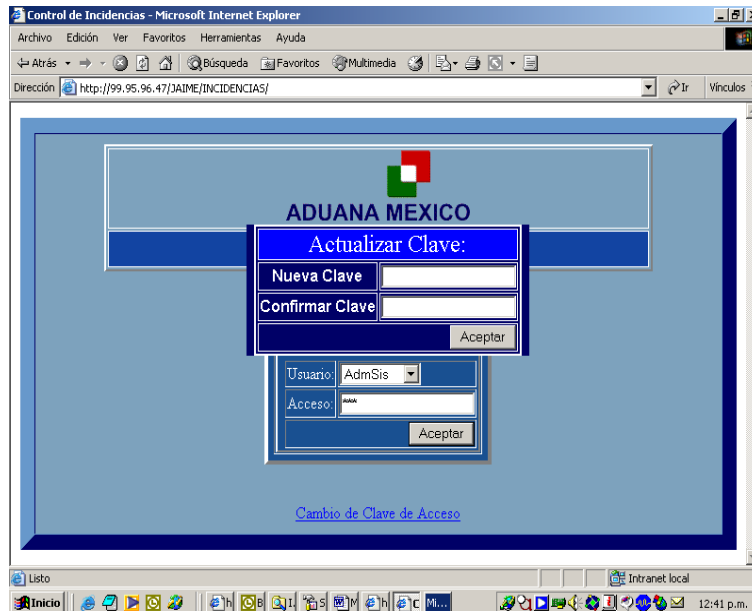 Control de Incidencias - Microsoft Internet Explorer
Archivo Edición Ver Favoritos Herramientas Ayuda
Atrás Búsqueda Favoritos Multimedia
Dirección http://99.95.96.47/JAIME/INCIDENCIAS/ Ir Vínculos
ADUANA MEXICO
Actualizar Clave:
Nueva Clave
Confirmar Clave
Aceptar
Usuario: AdmSis
Acceso: ***
Aceptar
Cambio de Clave de Acceso
Listo Intranet local
Inicio h B I. S M h C Mi... 12:41 p.m.